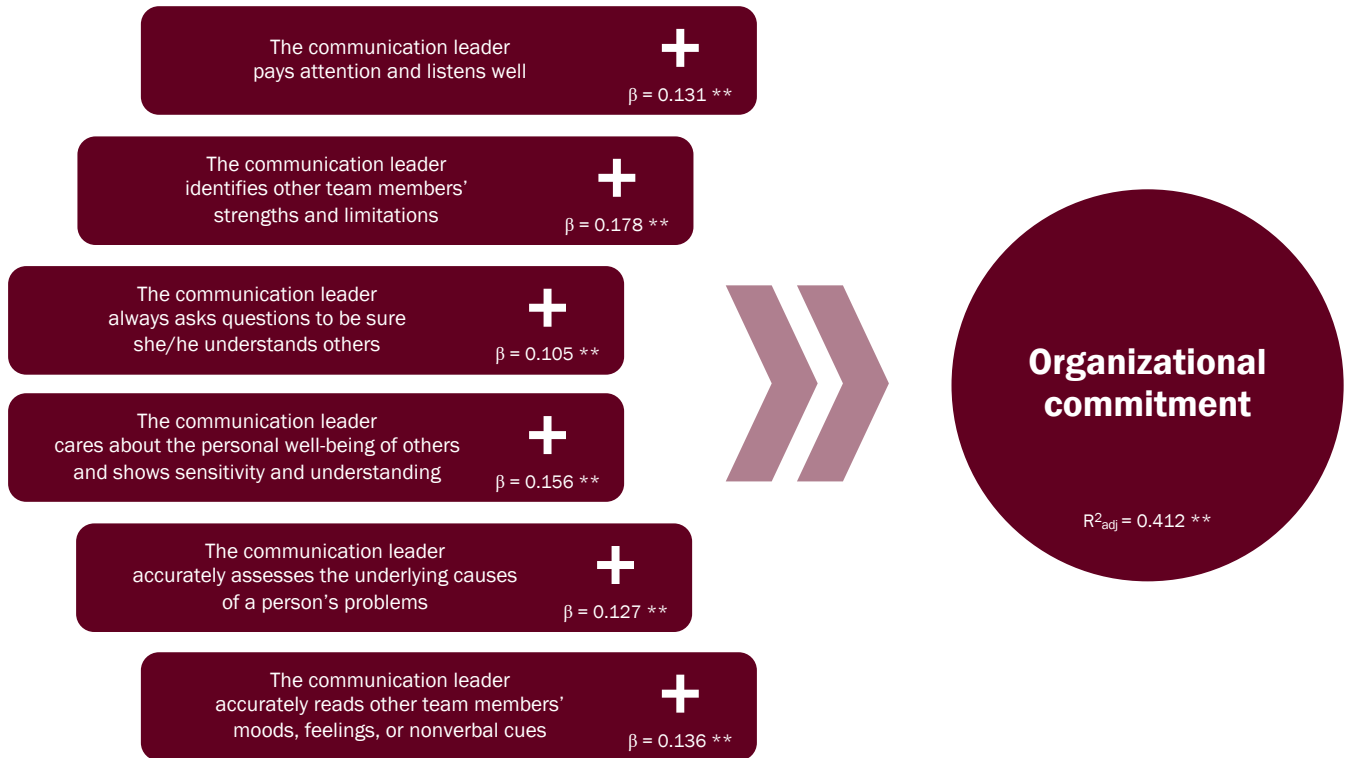 The communication leader
pays attention and listens well
β = 0.131 **
The communication leader
identifies other team members’
strengths and limitations
β = 0.178 **
The communication leader
always asks questions to be sure
she/he understands others
β = 0.105 **
The communication leader
cares about the personal well-being of others
and shows sensitivity and understanding
β = 0.156 **
The communication leader
accurately assesses the underlying causes
of a person’s problems
β = 0.127 **
The communication leader
accurately reads other team members’
moods, feelings, or nonverbal cues
β = 0.136 **
Organizational
commitment
R²adj = 0.412 **